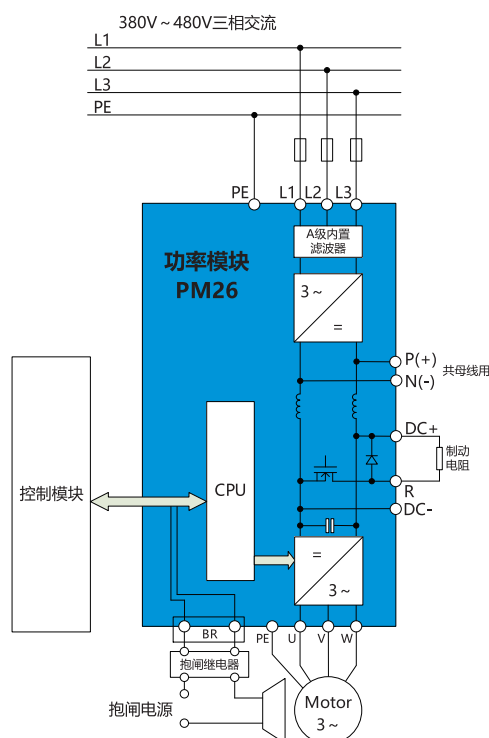 380V～480V三相交流
L1
L2
L3
PE
PE L1 L2 L3
A级内置
滤波器
功率模块
PM26
3～
=
P(+)
N(-)
共母线用
DC+
制动
电阻
R
DC-
控制模块
CPU
=
3～
BR PE U V W
抱闸继电器
抱闸电源
Motor
3～